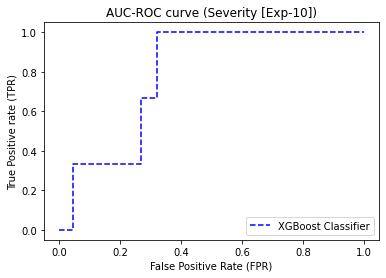 AUC-ROC curve (Severity [Exp-10])
True Positive rate (TPR)
1.0
0.8
0.6
0.4
0.2
0.0
0.0 0.2 0.4 0.6 0.8 1.0
False Positive Rate (FPR)
XGBoost Classifier